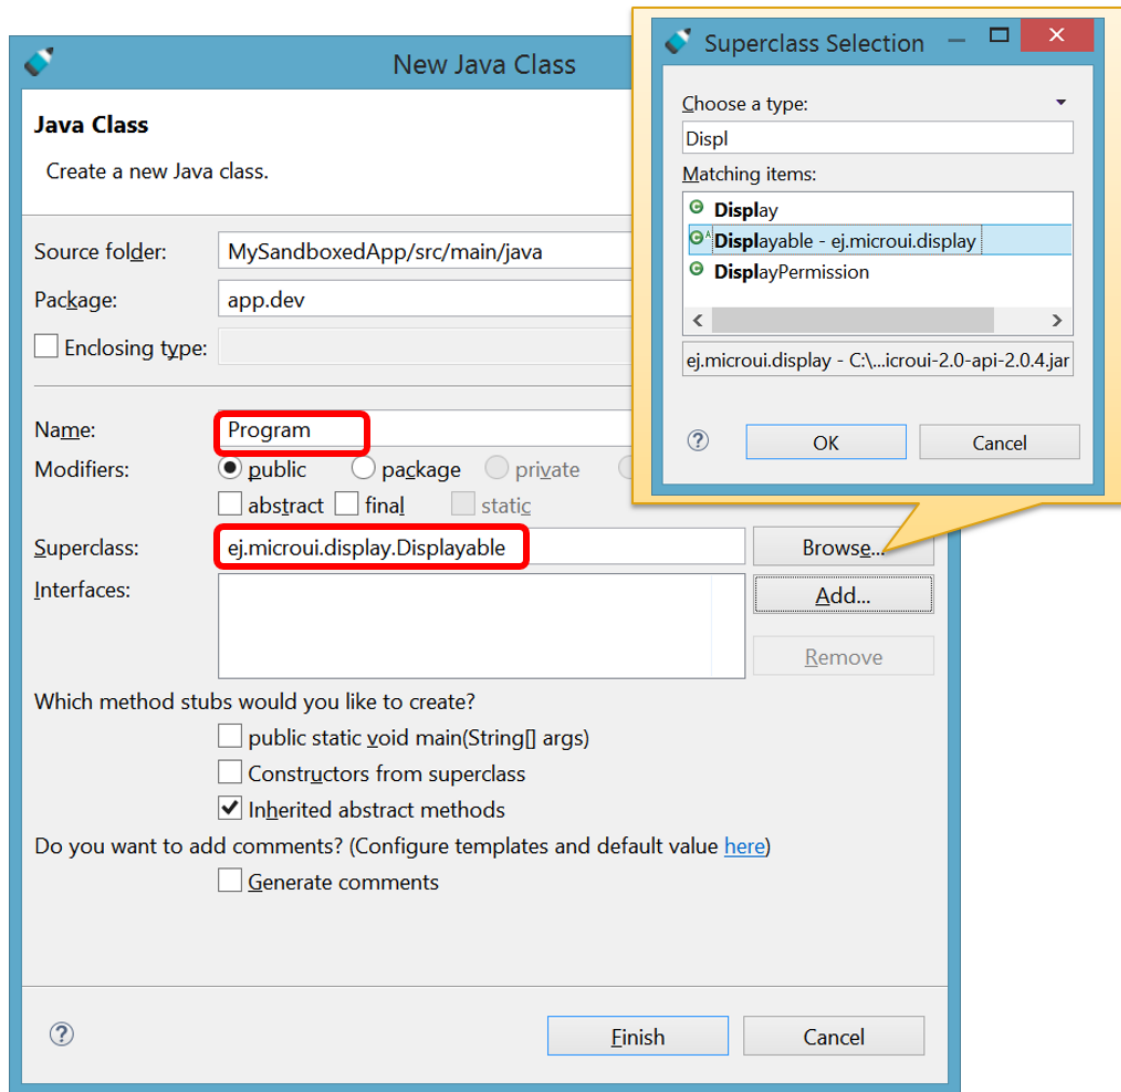 New Java Class
Java Class
Create a new Java class.
Source folder: MySandboxedApp/src/main/java
Package: app.dev
Enclosing type:
Name: Program
Modifiers: public package private
abstract final static
Superclass: ej.microui.display.Displayable Browse...
Interfaces: Add...
Remove
Which method stubs would you like to create?
public static void main(String[] args)
Constructors from superclass
Inherited abstract methods
Do you want to add comments? (Configure templates and default value here)
Generate comments
? Finish Cancel
Superclass Selection
Choose a type:
Displ
Matching items:
C Display
C A Displayable - ej.microui.display
C DisplayPermission
ej.microui.display - C:\...icroui-2.0-api-2.0.4.jar
? OK Cancel